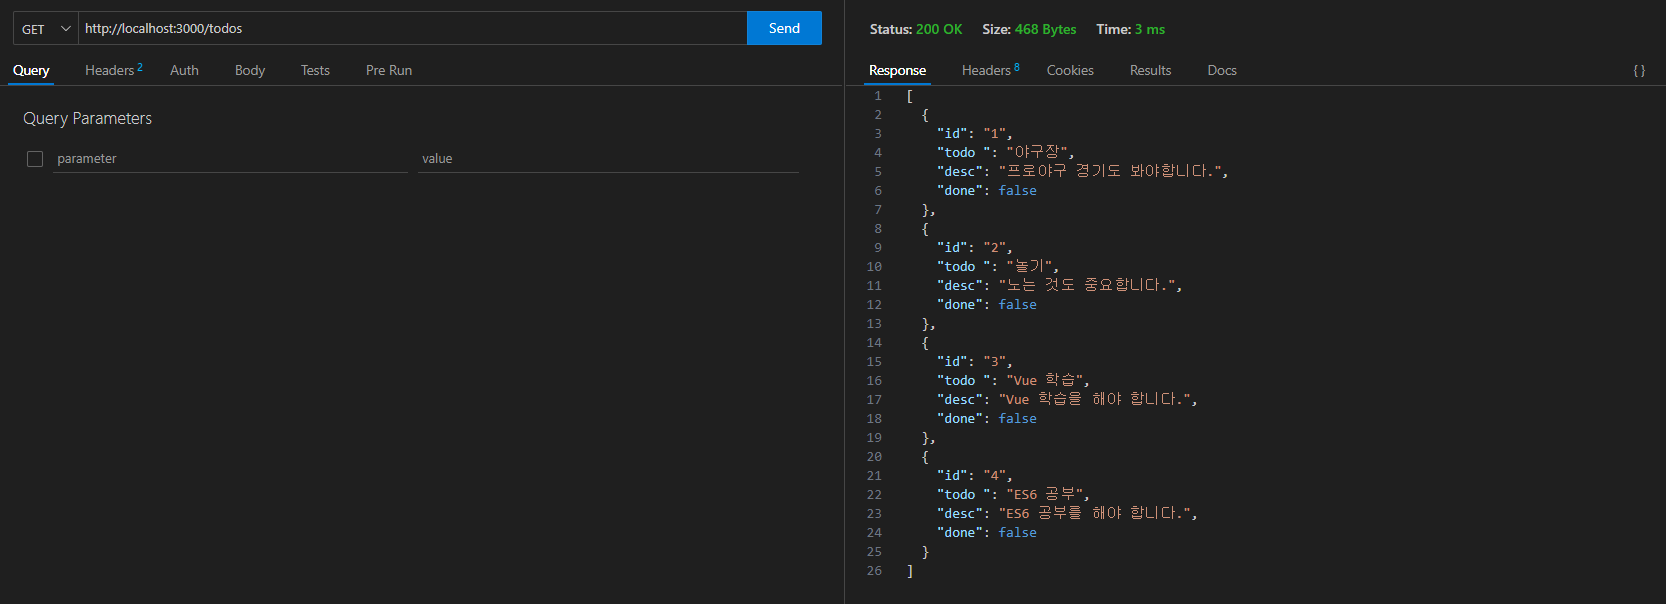 GET http://localhost:3000/todos Send
Query Headers 2 Auth Body Tests Pre Run
Query Parameters
parameter value
Status: 200 OK Size: 468 Bytes Time: 3 ms
Response Headers 8 Cookies Results Docs { }
1 [
2 {
3 "id": "1",
4 "todo ": "야구장",
5 "desc": "프로야구 경기도 봐야합니다.",
6 "done": false
7 },
8 {
9 "id": "2",
10 "todo ": "놀기",
11 "desc": "노는 것도 중요합니다.",
12 "done": false
13 },
14 {
15 "id": "3",
16 "todo ": "Vue 학습",
17 "desc": "Vue 학습을 해야 합니다.",
18 "done": false
19 },
20 {
21 "id": "4",
22 "todo ": "ES6 공부",
23 "desc": "ES6 공부를 해야 합니다.",
24 "done": false
25 }
26 ]